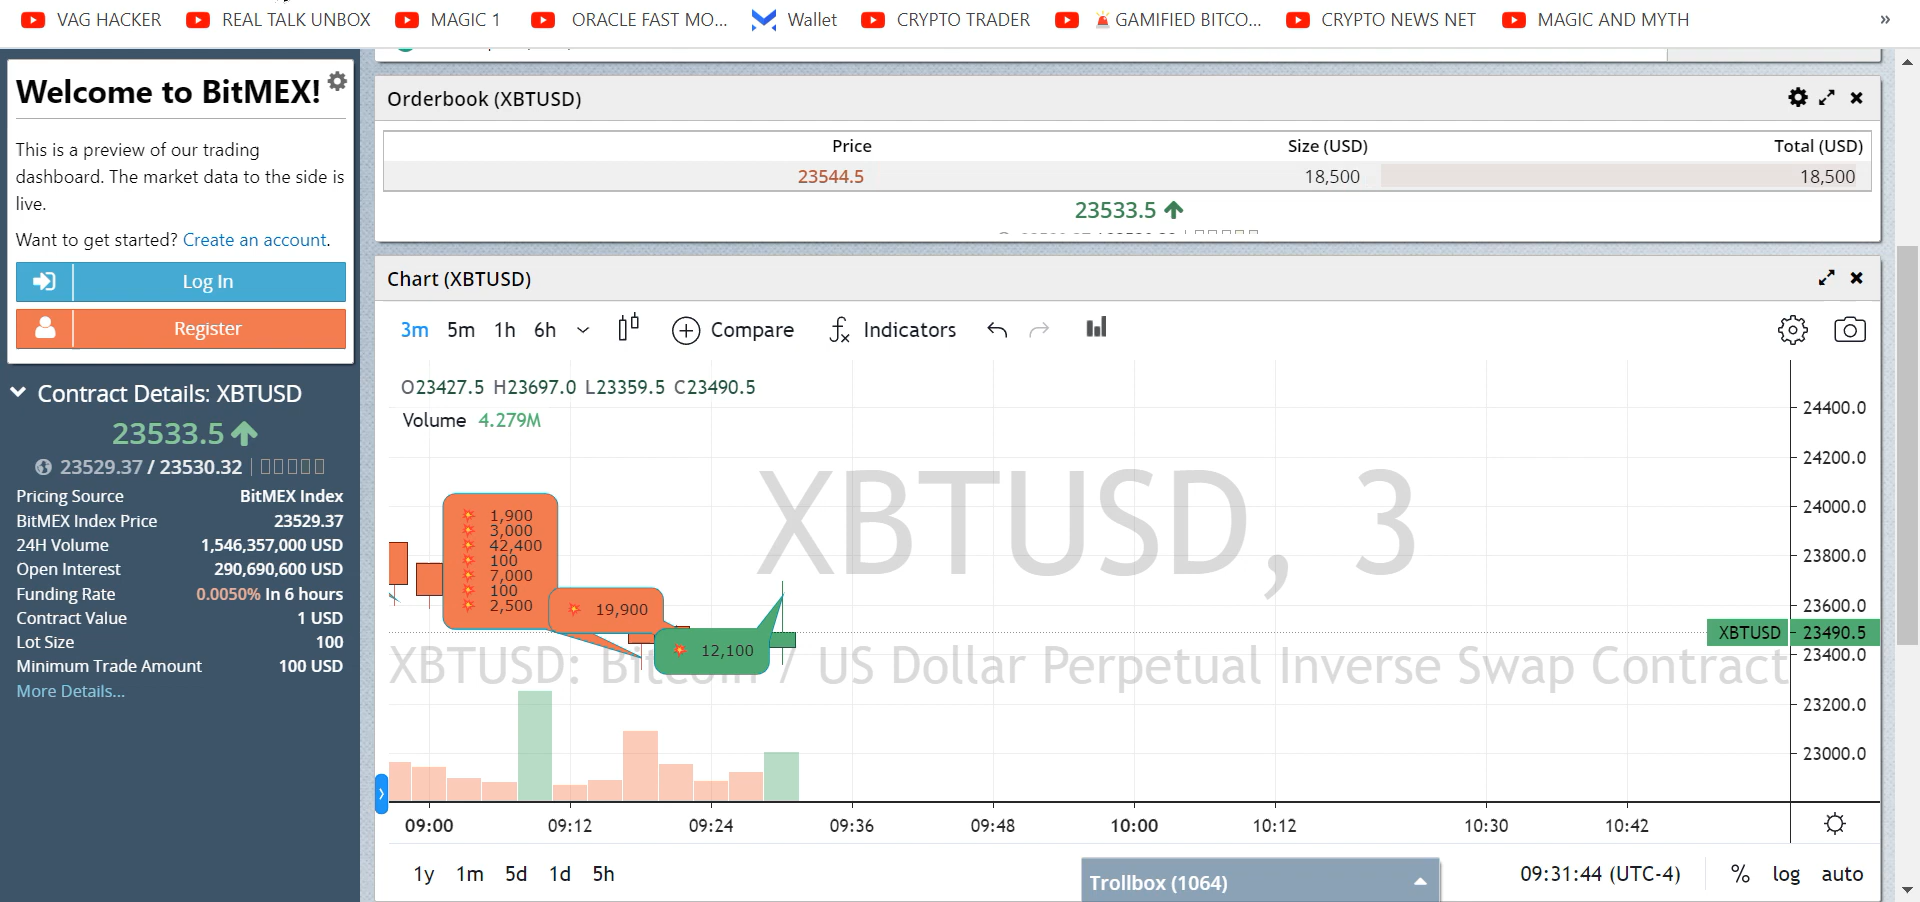 VAG HACKER REAL TALK UNBOX MAGIC 1 ORACLE FAST MO... Wallet CRYPTO TRADER GAMIFIED BITCO... CRYPTO NEWS NET MAGIC AND MYTH »
Welcome to BitMEX!
This is a preview of our trading
dashboard. The market data to the side is
live.
Want to get started? Create an account.
Log In
Register
Contract Details: XBTUSD
23533.5
23529.37 / 23530.32
Pricing Source BitMEX Index
BitMEX Index Price 23529.37
24H Volume 1,546,357,000 USD
Open Interest 290,690,600 USD
Funding Rate 0.0050% In 6 hours
Contract Value 1 USD
Lot Size 100
Minimum Trade Amount 100 USD
More Details...
Orderbook (XBTUSD)
Price Size (USD) Total (USD)
23544.5 18,500 18,500
23533.5
Chart (XBTUSD)
3m 5m 1h 6h Compare Indicators
O23427.5 H23697.0 L23359.5 C23490.5
Volume 4.279M
XBTUSD, 3
XBTUSD: Bitcoin / US Dollar Perpetual Inverse Swap Contract
1,900
3,000
42,400
100
7,000
100
2,500
19,900
12,100
24400.0
24200.0
24000.0
23800.0
23600.0
XBTUSD 23490.5
23400.0
23200.0
23000.0
09:00 09:12 09:24 09:36 09:48 10:00 10:12 10:30 10:42
1y 1m 5d 1d 5h
Trollbox (1064)
09:31:44 (UTC-4) % log auto